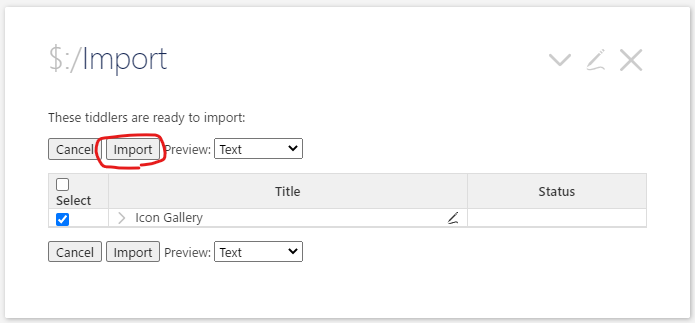 $:/Import
These tiddlers are ready to import:
Cancel Import Preview: Text
Select Title Status
Icon Gallery
Cancel Import Preview: Text